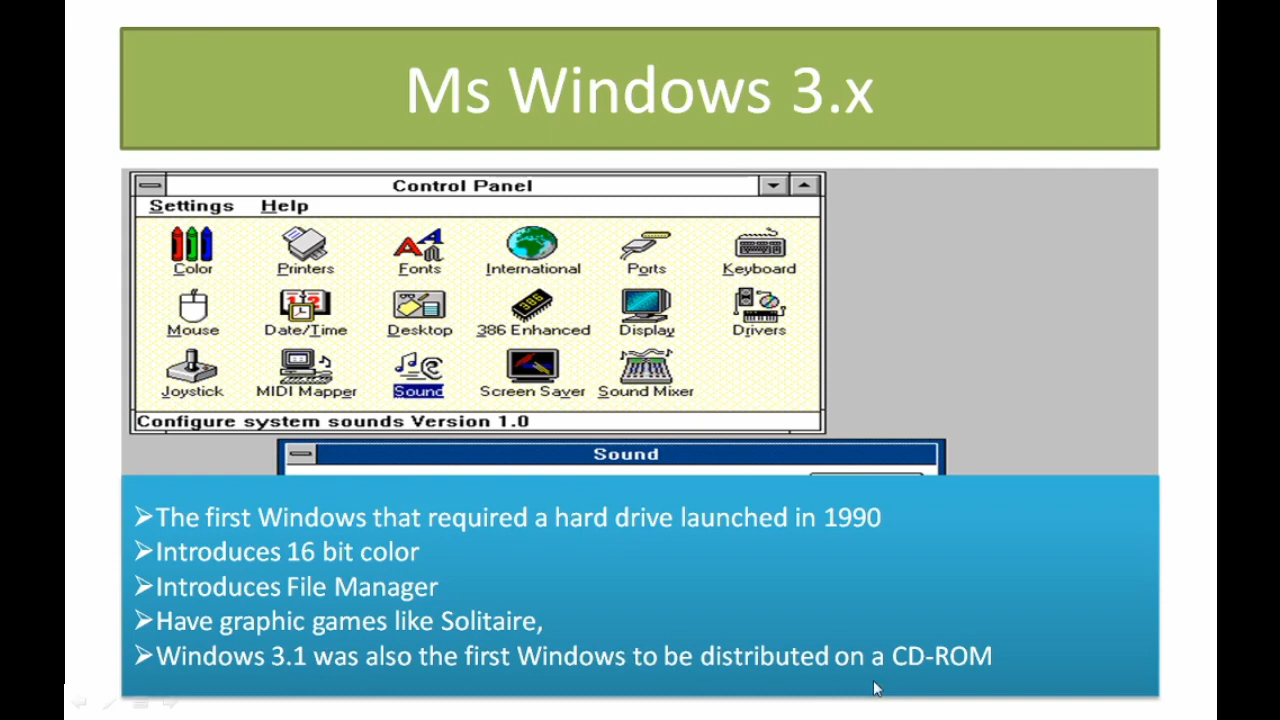 Ms Windows 3.x
Control Panel
Settings Help
Color Printers Fonts International Ports Keyboard
Mouse Date/Time Desktop 386 Enhanced Display Drivers
Joystick MIDI Mapper Sound Screen Saver Sound Mixer
Configure system sounds Version 1.0
Sound
➢The first Windows that required a hard drive launched in 1990
➢Introduces 16 bit color
➢Introduces File Manager
➢Have graphic games like Solitaire,
➢Windows 3.1 was also the first Windows to be distributed on a CD-ROM